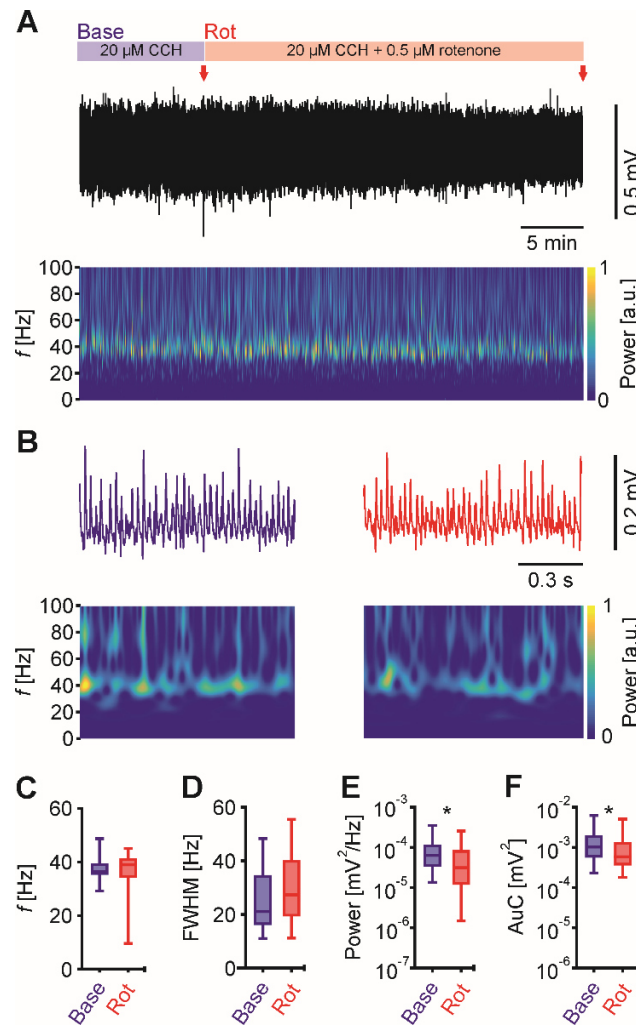 A
Base Rot
20 µM CCH 20 µM CCH + 0.5 µM rotenone
0.5 mV
5 min
100
80
60
40
20
0
f [Hz]
1
0
Power [a.u.]
B
0.2 mV
0.3 s
100
80
60
40
20
0
f [Hz]
1
0
Power [a.u.]
C
60
40
20
0
f [Hz]
Base Rot
D
60
40
20
0
FWHM [Hz]
Base Rot
E
*
10⁻³
10⁻⁴
10⁻⁵
10⁻⁶
10⁻⁷
Power [mV²/Hz]
Base Rot
F
*
10⁻²
10⁻³
10⁻⁴
10⁻⁵
10⁻⁶
AuC [mV²]
Base Rot